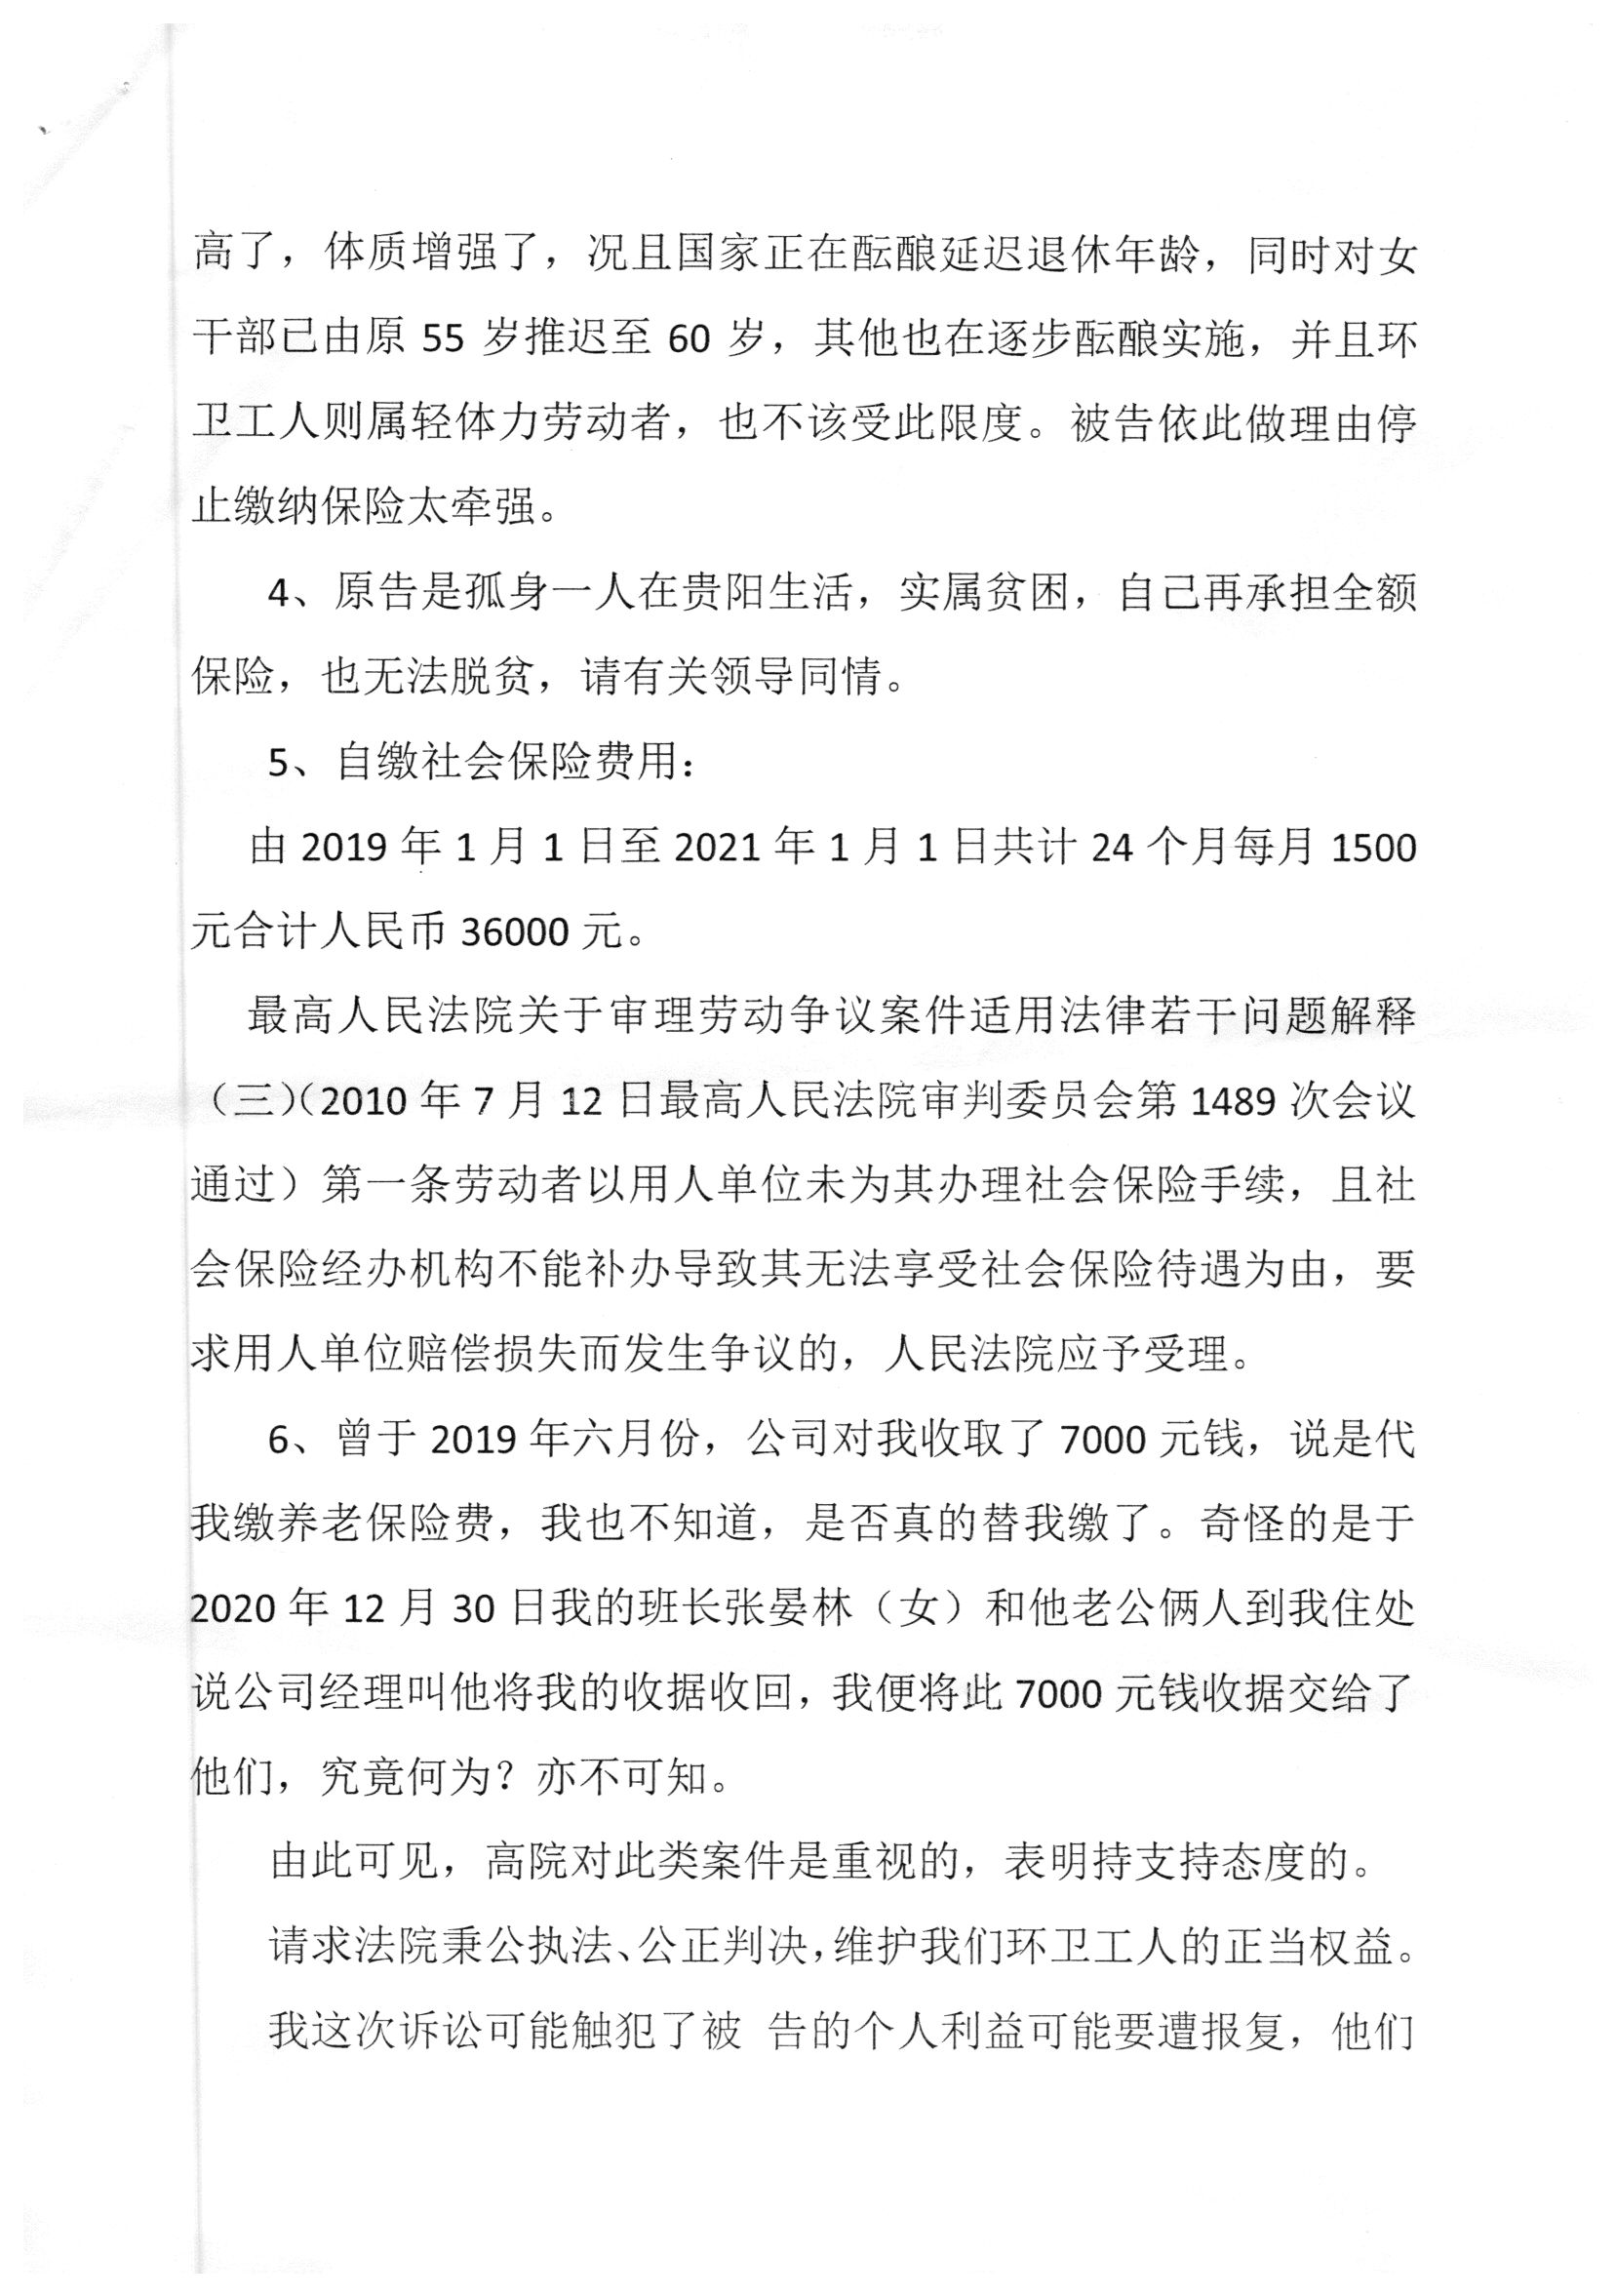 高了，体质增强了，况且国家正在酝酿延迟退休年龄，同时对女
干部已由原 55 岁推迟至 60 岁，其他也在逐步酝酿实施，并且环
卫工人则属轻体力劳动者，也不该受此限度。被告依此做理由停
止缴纳保险太牵强。
4、原告是孤身一人在贵阳生活，实属贫困，自己再承担全额
保险，也无法脱贫，请有关领导同情。
5、自缴社会保险费用：
由 2019 年 1 月 1 日至 2021 年 1 月 1 日共计 24 个月每月 1500
元合计人民币 36000 元。
最高人民法院关于审理劳动争议案件适用法律若干问题解释
（三）（2010 年 7 月 12 日最高人民法院审判委员会第 1489 次会议
通过）第一条劳动者以用人单位未为其办理社会保险手续，且社
会保险经办机构不能补办导致其无法享受社会保险待遇为由，要
求用人单位赔偿损失而发生争议的，人民法院应予受理。
6、曾于 2019 年六月份，公司对我收取了 7000 元钱，说是代
我缴养老保险费，我也不知道，是否真的替我缴了。奇怪的是于
2020 年 12 月 30 日我的班长张晏林（女）和他老公俩人到我住处
说公司经理叫他将我的收据收回，我便将此 7000 元钱收据交给了
他们，究竟何为？亦不可知。
由此可见，高院对此类案件是重视的，表明持支持态度的。
请求法院秉公执法、公正判决，维护我们环卫工人的正当权益。
我这次诉讼可能触犯了被 告的个人利益可能要遭报复，他们